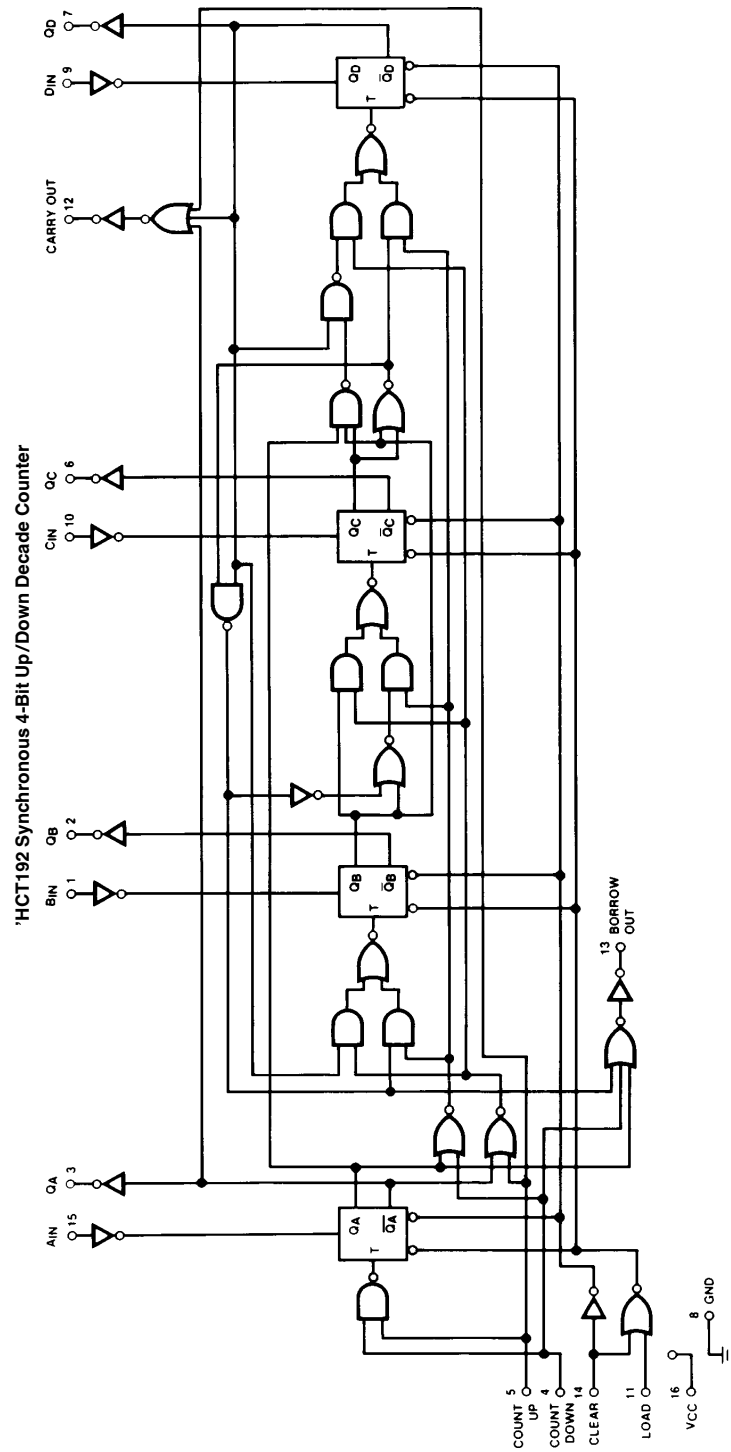 'HCT192 Synchronous 4-Bit Up/Down Decade Counter
AIN
15
QA
3
BIN
1
QB
2
CIN
10
QC
6
CARRY OUT
12
DIN
9
QD
7
QA
Q̅A̅
T
QB
Q̅B
T
QC
Q̅C
T
QD
Q̅D
T
COUNT
UP
5
COUNT
DOWN
4
CLEAR
14
LOAD
11
VCC
16
8
GND
13
BORROW
OUT